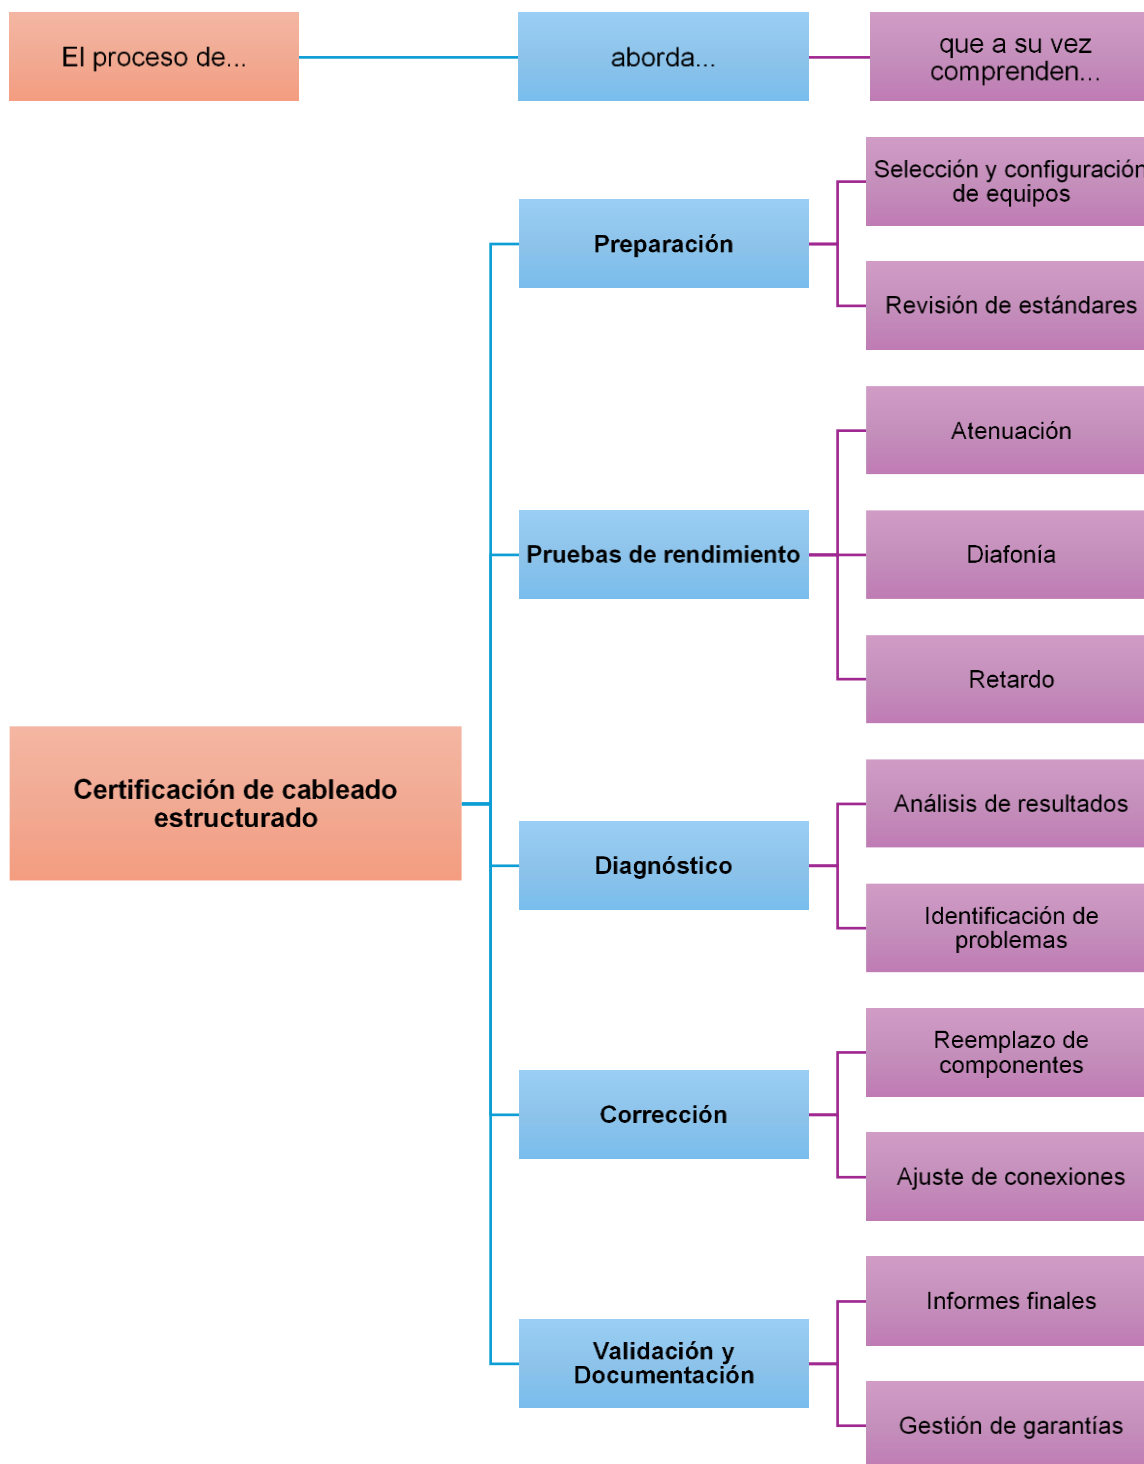 El proceso de...
aborda...
que a su vez
comprenden...
Selección y configuración
de equipos
Preparación
Revisión de estándares
Atenuación
Pruebas de rendimiento
Diafonía
Retardo
Certificación de cableado
estructurado
Análisis de resultados
Diagnóstico
Identificación de
problemas
Reemplazo de
componentes
Corrección
Ajuste de conexiones
Informes finales
Validación y
Documentación
Gestión de garantías